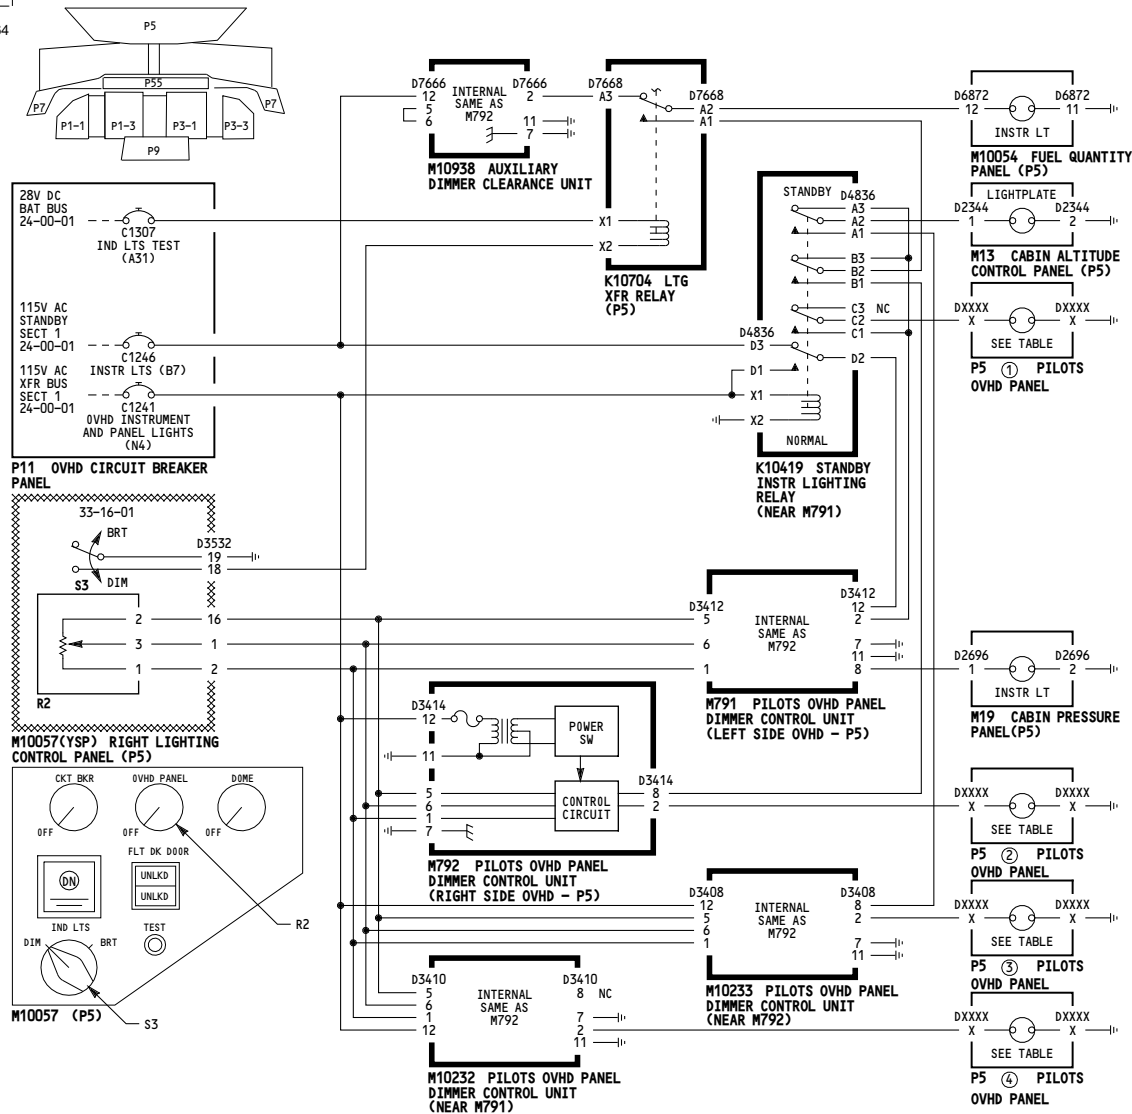 P5
4
P55
P7
P7
P1-1
P1-3
P3-1
P3-3
P9
28V DC
BAT BUS
24-00-01
C1307
IND LTS TEST
(A31)
115V AC
STANDBY
SECT 1
24-00-01
C1246
INSTR LTS (B7)
115V AC
XFR BUS
SECT 1
24-00-01
C1241
OVHD INSTRUMENT
AND PANEL LIGHTS
(N4)
P11 OVHD CIRCUIT BREAKER
PANEL
33-16-01
BRT
D3532
19
18
DIM
S3
2
16
3
1
1
2
R2
M10057(YSP) RIGHT LIGHTING
CONTROL PANEL (P5)
CKT BKR
OVHD PANEL
DOME
OFF
OFF
OFF
FLT DK DOOR
DN
UNLKD
UNLKD
IND LTS
TEST
DIM
BRT
R2
S3
M10057 (P5)
D7666
D7666
12
5
6
INTERNAL
SAME AS
M792
2
11
7
M10938 AUXILIARY
DIMMER CLEARANCE UNIT
D7668
D7668
A3
A2
A1
X1
X2
K10704 LTG
XFR RELAY
(P5)
STANDBY
D4836
A3
A2
A1
B3
B2
B1
C3 NC
C2
C1
D4836
D3
D2
D1
X1
X2
NORMAL
K10419 STANDBY
INSTR LIGHTING
RELAY
(NEAR M791)
D3412
D3412
5
6
1
INTERNAL
SAME AS
M792
12
2
7
11
8
M791 PILOTS OVHD PANEL
DIMMER CONTROL UNIT
(LEFT SIDE OVHD - P5)
D3414
12
11
5
6
1
7
POWER
SW
CONTROL
CIRCUIT
D3414
8
2
M792 PILOTS OVHD PANEL
DIMMER CONTROL UNIT
(RIGHT SIDE OVHD - P5)
D3408
D3408
12
5
6
1
INTERNAL
SAME AS
M792
8
2
7
11
M10233 PILOTS OVHD PANEL
DIMMER CONTROL UNIT
(NEAR M792)
D3410
D3410
5
6
1
12
INTERNAL
SAME AS
M792
8 NC
7
2
11
M10232 PILOTS OVHD PANEL
DIMMER CONTROL UNIT
(NEAR M791)
D6872
D6872
12
11
INSTR LT
M10054 FUEL QUANTITY
PANEL (P5)
LIGHTPLATE
D2344
D2344
1
2
M13 CABIN ALTITUDE
CONTROL PANEL (P5)
DXXXX
DXXXX
X
X
SEE TABLE
P5 1 PILOTS
OVHD PANEL
D2696
D2696
1
2
INSTR LT
M19 CABIN PRESSURE
PANEL(P5)
DXXXX
DXXXX
X
X
SEE TABLE
P5 2 PILOTS
OVHD PANEL
DXXXX
DXXXX
X
X
SEE TABLE
P5 3 PILOTS
OVHD PANEL
DXXXX
DXXXX
X
X
SEE TABLE
P5 4 PILOTS
OVHD PANEL